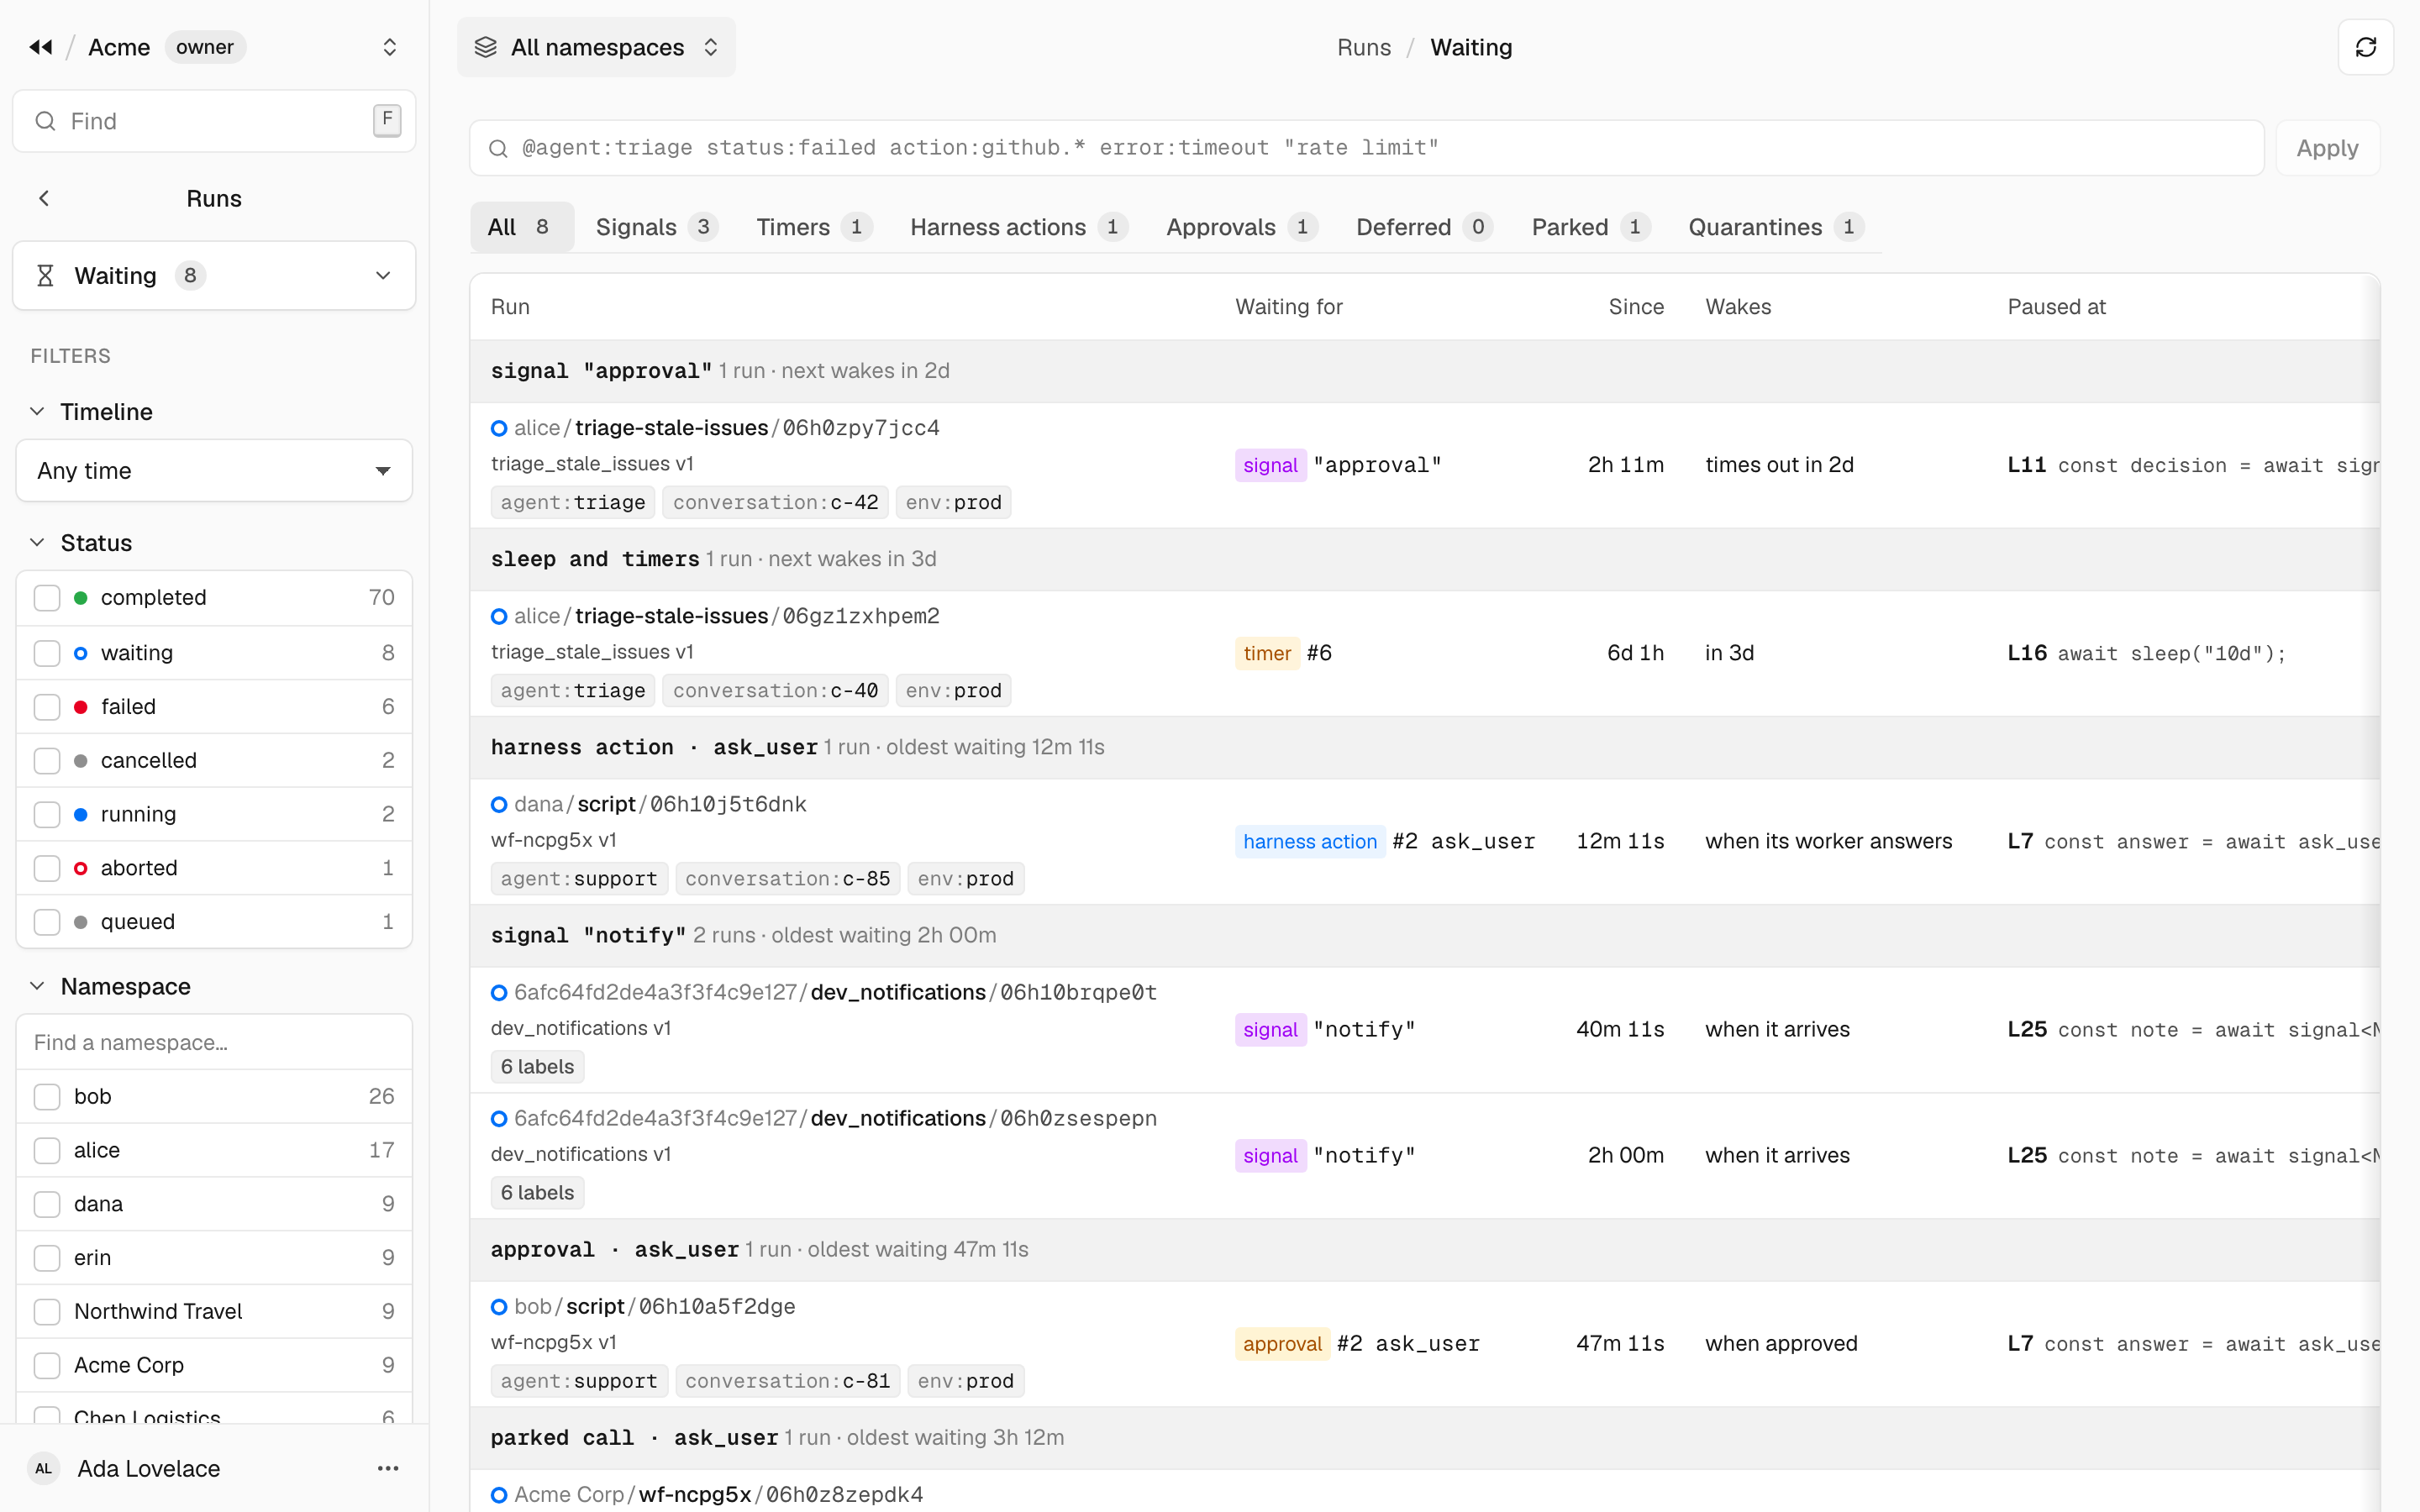 / Acme owner
Find F
Runs
Waiting 8
FILTERS
Timeline
Any time
Status
completed 70
waiting 8
failed 6
cancelled 2
running 2
aborted 1
queued 1
Namespace
Find a namespace...
bob 26
alice 17
dana 9
erin 9
Northwind Travel 9
Acme Corp 9
Chen Logistics 6
AL Ada Lovelace
All namespaces
Runs / Waiting
@agent:triage status:failed action:github.* error:timeout "rate limit"
Apply
All 8 Signals 3 Timers 1 Harness actions 1 Approvals 1 Deferred 0 Parked 1 Quarantines 1
Run Waiting for Since Wakes Paused at
signal "approval" 1 run · next wakes in 2d
alice/triage-stale-issues/06h0zpy7jcc4
triage_stale_issues v1
agent:triage conversation:c-42 env:prod
signal "approval" 2h 11m times out in 2d L11 const decision = await sign
sleep and timers 1 run · next wakes in 3d
alice/triage-stale-issues/06gz1zxhpem2
triage_stale_issues v1
agent:triage conversation:c-40 env:prod
timer #6 6d 1h in 3d L16 await sleep("10d");
harness action · ask_user 1 run · oldest waiting 12m 11s
dana/script/06h10j5t6dnk
wf-ncpg5x v1
agent:support conversation:c-85 env:prod
harness action #2 ask_user 12m 11s when its worker answers L7 const answer = await ask_use
signal "notify" 2 runs · oldest waiting 2h 00m
6afc64fd2de4a3f3f4c9e127/dev_notifications/06h10brqpe0t
dev_notifications v1
6 labels
signal "notify" 40m 11s when it arrives L25 const note = await signal<N
6afc64fd2de4a3f3f4c9e127/dev_notifications/06h0zsespepn
dev_notifications v1
6 labels
signal "notify" 2h 00m when it arrives L25 const note = await signal<N
approval · ask_user 1 run · oldest waiting 47m 11s
bob/script/06h10a5f2dge
wf-ncpg5x v1
agent:support conversation:c-81 env:prod
approval #2 ask_user 47m 11s when approved L7 const answer = await ask_use
parked call · ask_user 1 run · oldest waiting 3h 12m
Acme Corp/wf-ncpg5x/06h0z8zepdk4